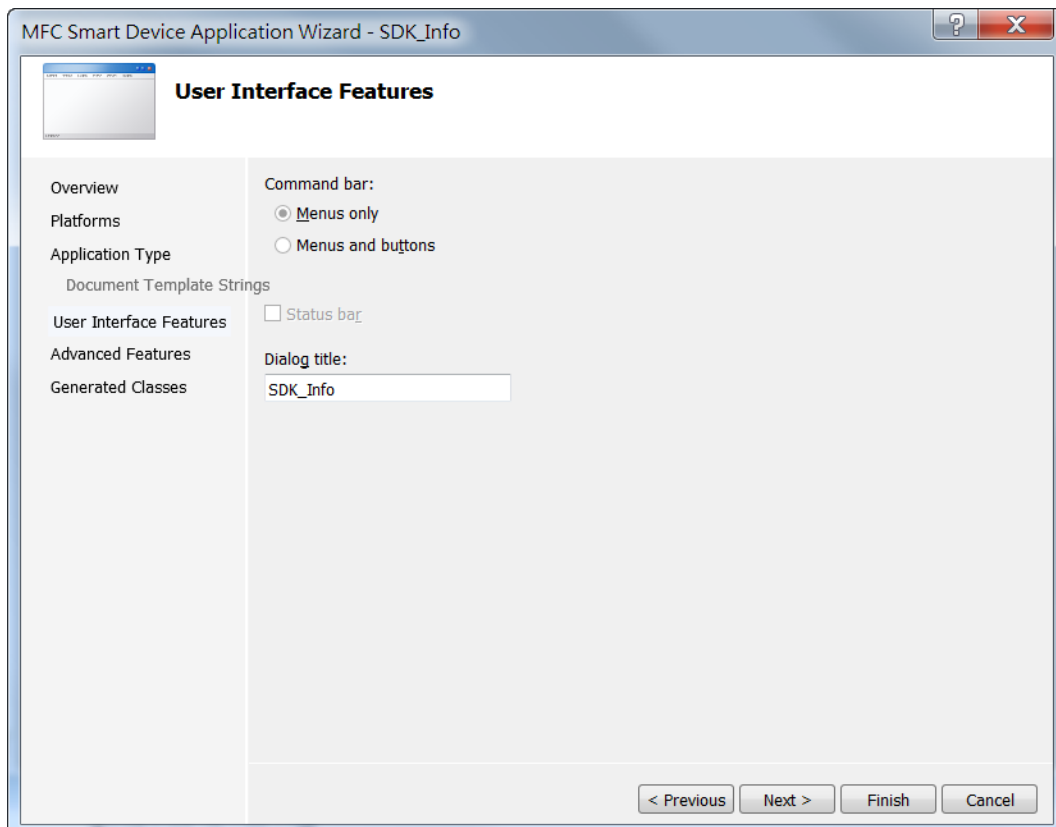 MFC Smart Device Application Wizard - SDK_Info
User Interface Features
Overview
Platforms
Application Type
Document Template Strings
User Interface Features
Advanced Features
Generated Classes
Command bar:
Menus only
Menus and buttons
Status bar
Dialog title:
SDK_Info
< Previous
Next >
Finish
Cancel